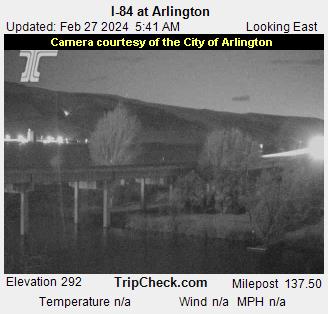 I-84 at Arlington
Updated: Feb 27 2024 5:41 AM Looking East
Camera courtesy of the City of Arlington
Elevation 292 TripCheck.com Milepost 137.50
Temperature n/a Wind n/a MPH n/a